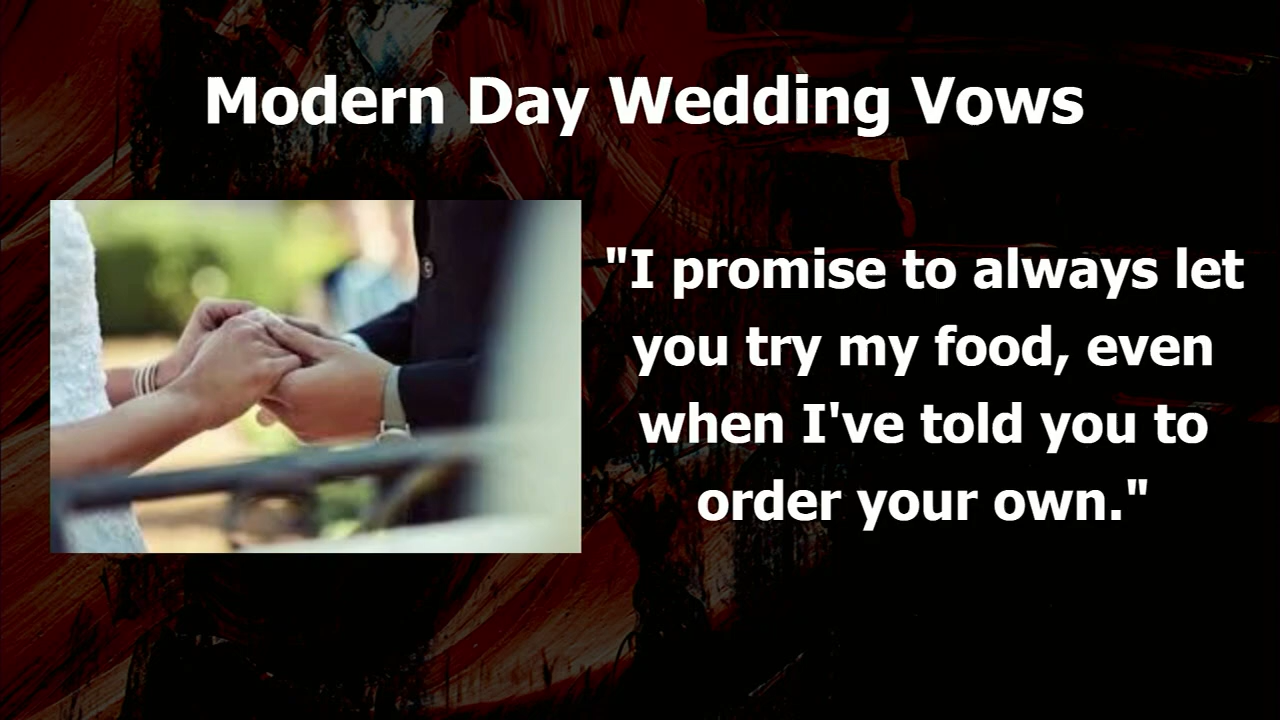 Modern Day Wedding Vows
"I promise to always let
you try my food, even
when I've told you to
order your own."